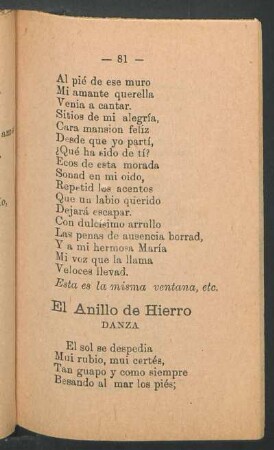 — 81 —
Al pié de ese muro
Mi amante querella
Venia a cantar.
Sitios de mi alegría,
Cara mansion feliz
Desde que yo partí,
¿Qué ha sido de tí?
Ecos de esta morada
Sonad en mi oido,
Repetid los acentos
Que un labio querido
Dejará escapar.
Con dulcísimo arrullo
Las penas de ausencia borrad,
Y a mi hermosa María
Mi voz que la llama
Veloces llevad.
Esta es la misma ventana, etc.
El Anillo de Hierro
DANZA
El sol se despedia
Mui rubio, mui cortés,
Tan guapo y como siempre
Besando al mar los piés;